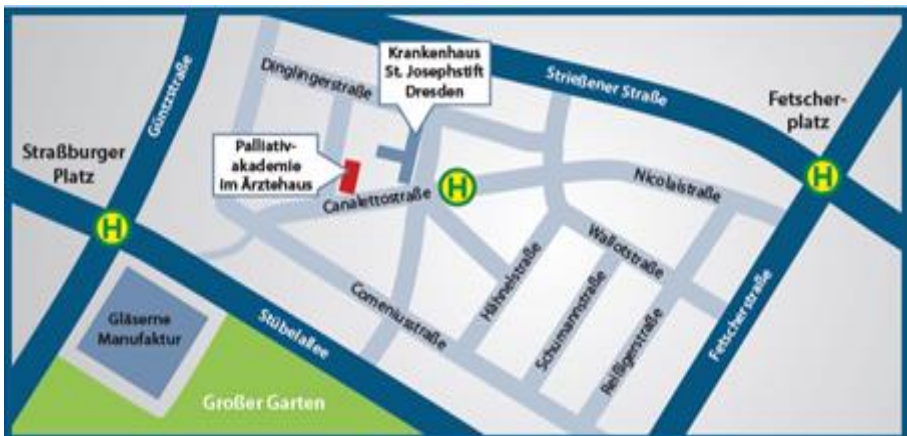 Krankenhaus
St. Josephstift
Dresden
Dinglingerstraße
Güntzstraße
Strießener Straße
Fetscher-
platz
Straßburger
Platz
Palliativ-
akademie
im Ärztehaus
Canalettostraße
H
Nicolaistraße
H
H
Wallotstraße
Hähnelstraße
Schumannstraße
Reißigerstraße
Fetscherstraße
Comeniusstraße
Stübelallee
Gläserne
Manufaktur
Großer Garten